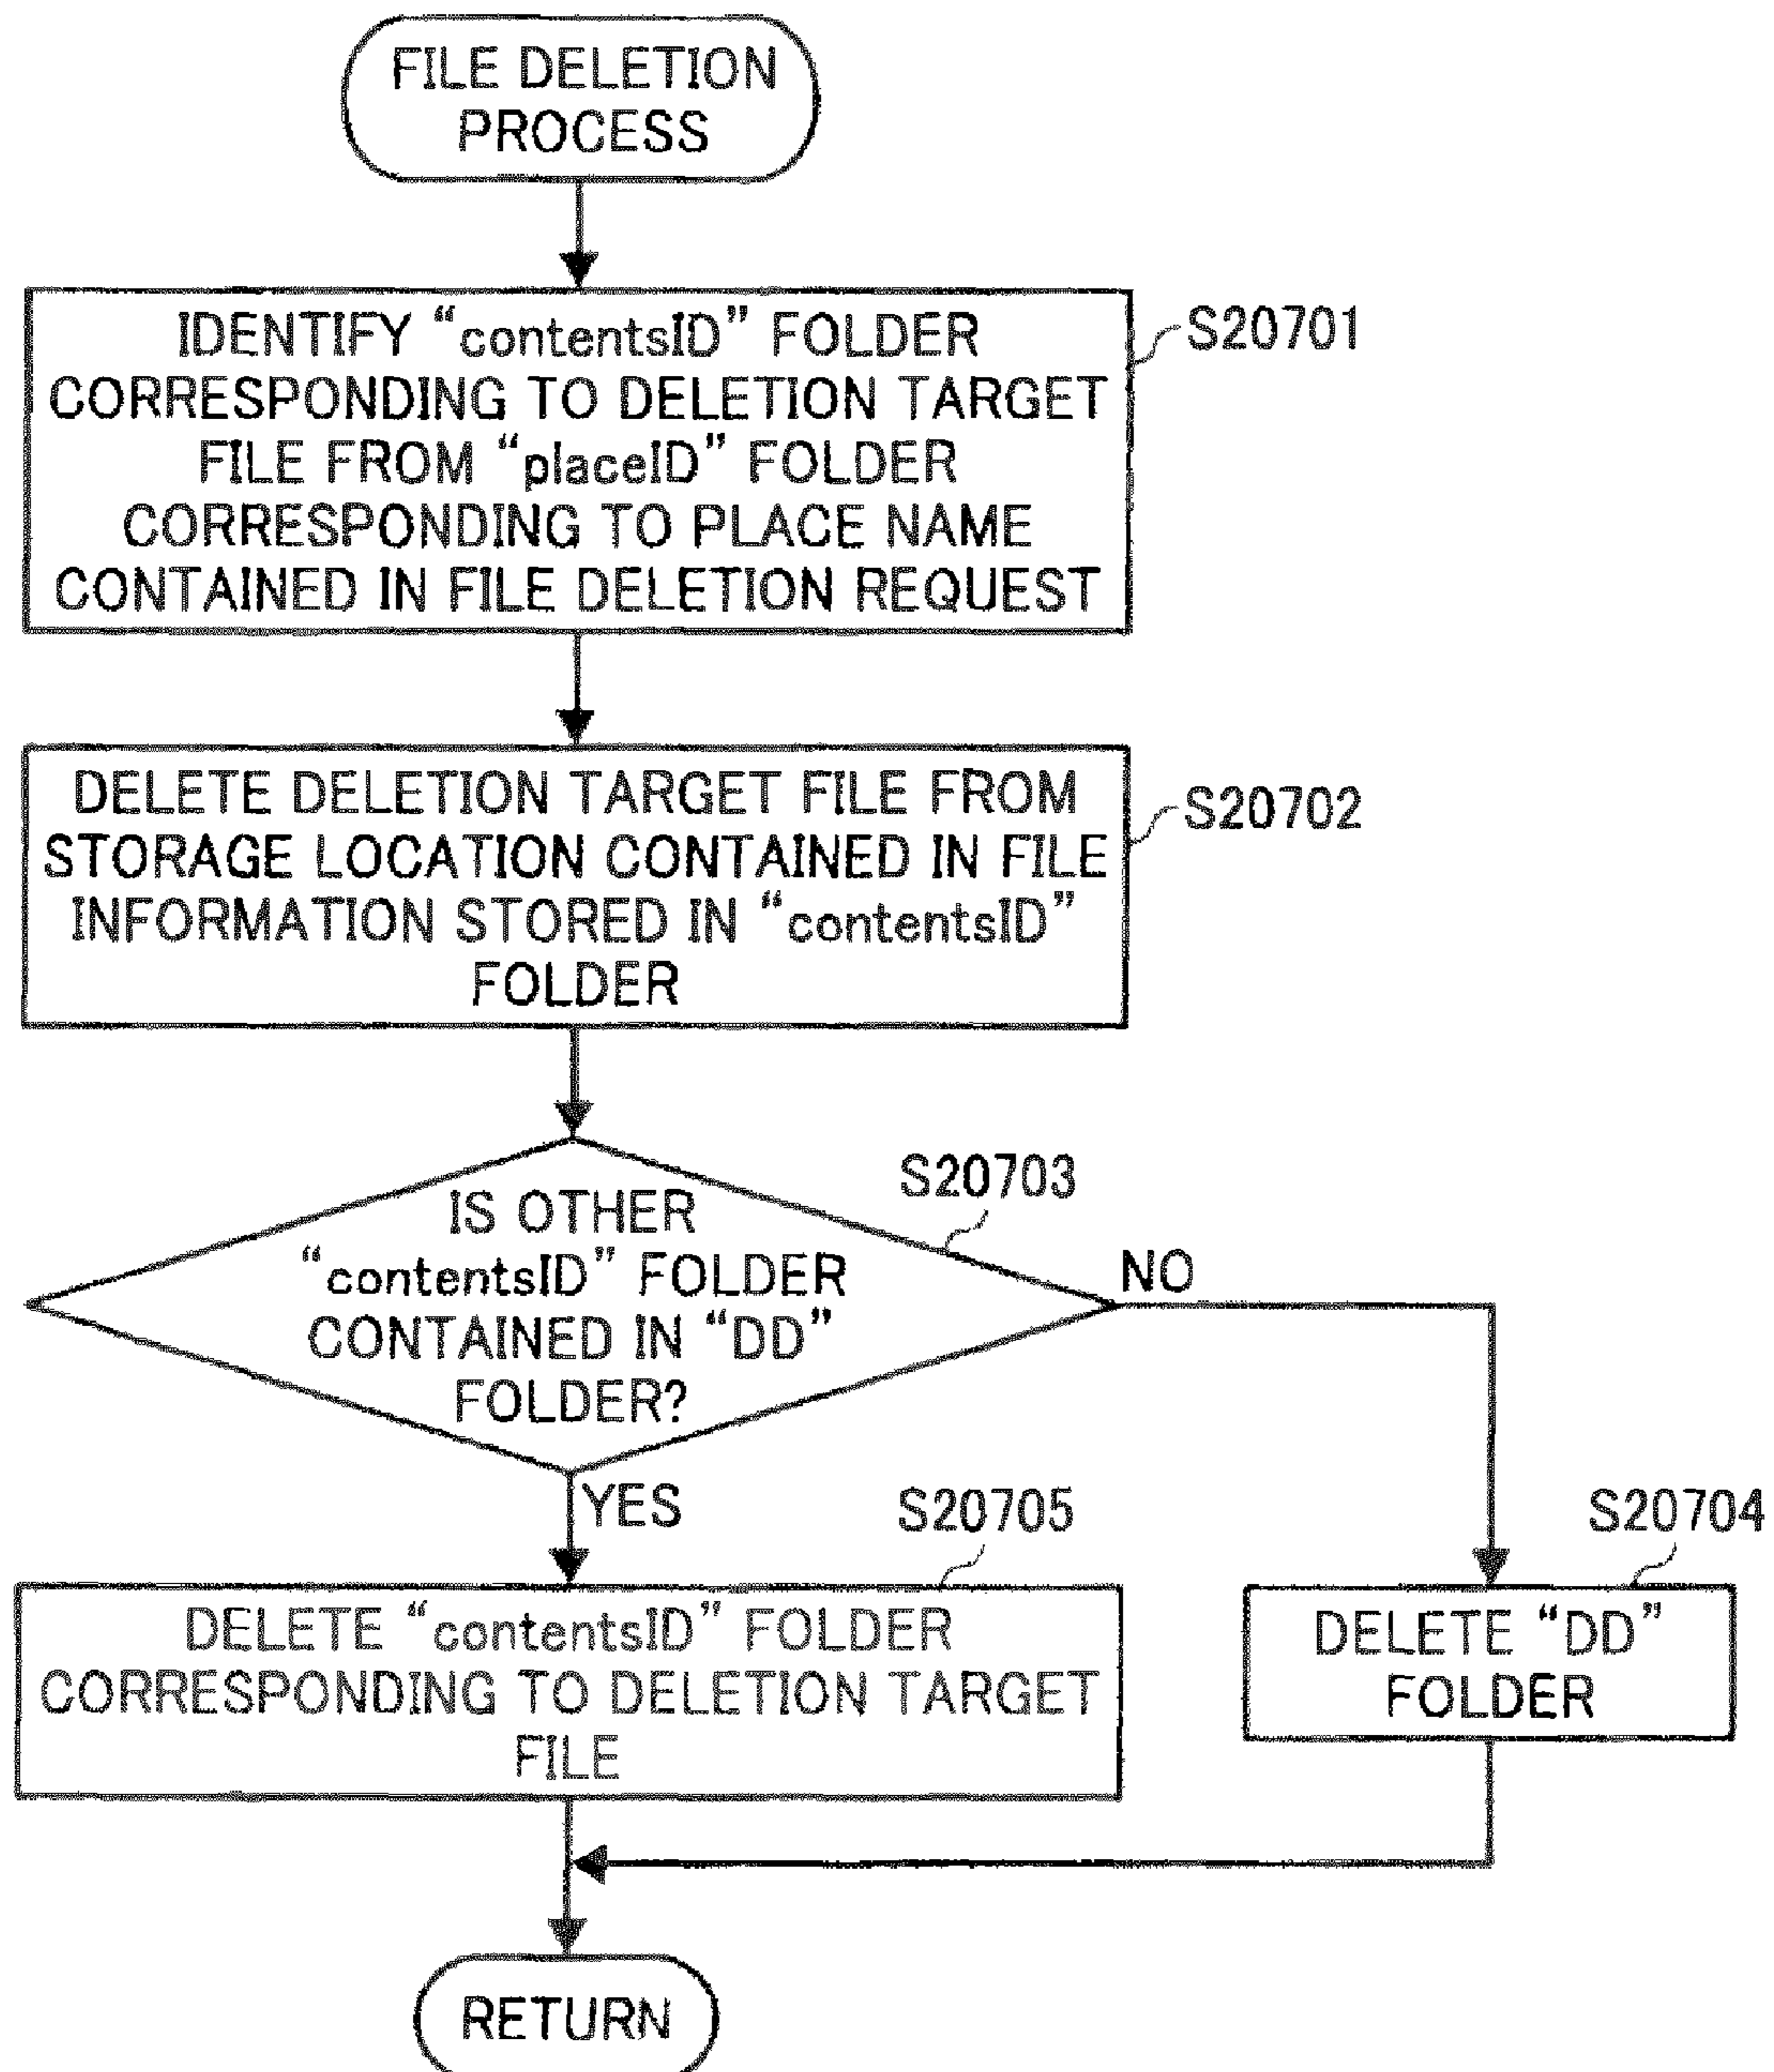 FILE DELETION
PROCESS
IDENTIFY “contentsID” FOLDER
CORRESPONDING TO DELETION TARGET
FILE FROM “placeID” FOLDER
CORRESPONDING TO PLACE NAME
CONTAINED IN FILE DELETION REQUEST
S20701
DELETE DELETION TARGET FILE FROM
STORAGE LOCATION CONTAINED IN FILE
INFORMATION STORED IN “contentsID”
FOLDER
S20702
IS OTHER
“contentsID” FOLDER
CONTAINED IN “DD”
FOLDER?
S20703
NO
YES
S20705
S20704
DELETE “contentsID” FOLDER
CORRESPONDING TO DELETION TARGET
FILE
DELETE “DD”
FOLDER
RETURN